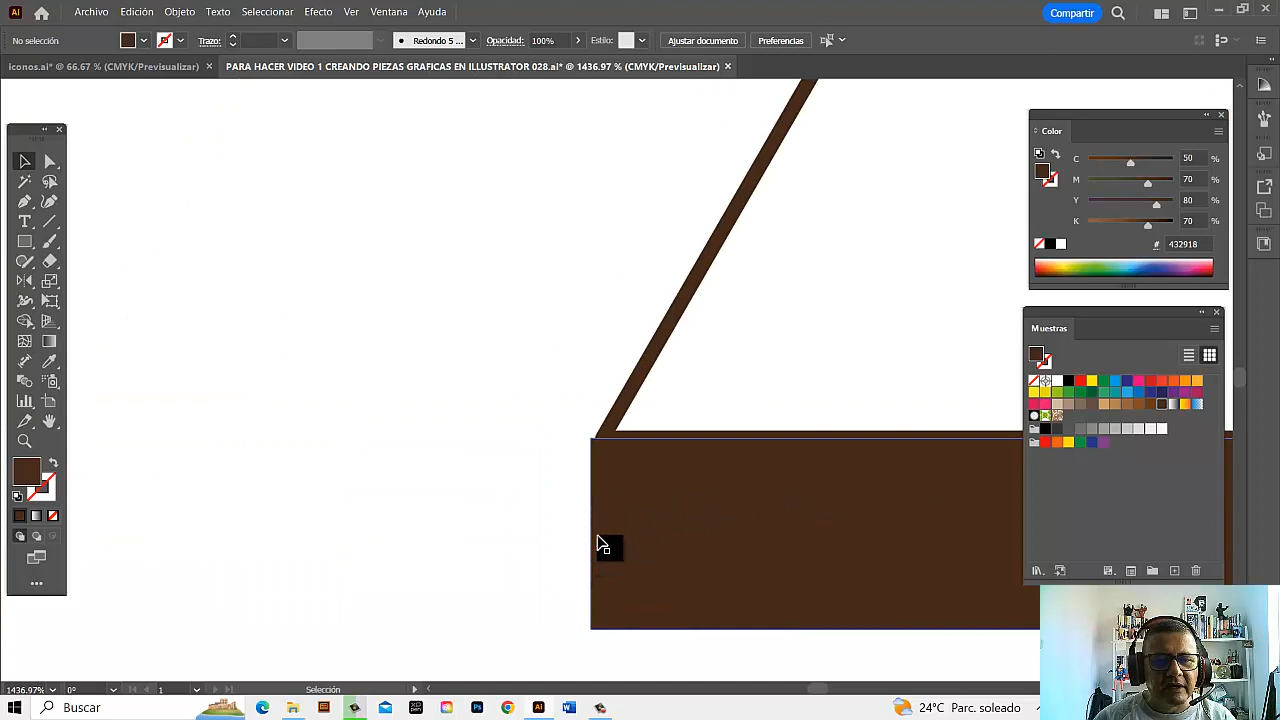 Ai Archivo Edición Objeto Texto Seleccionar Efecto Ver Ventana Ayuda Compartir
No selección Trazo: Redondo 5 ... Opacidad: 100% Estilo: Ajustar documento Preferencias
iconos.ai* @ 66.67 % (CMYK/Previsualizar) × PARA HACER VIDEO 1 CREANDO PIEZAS GRAFICAS EN ILLUSTRATOR 028.ai* @ 1436.97 % (CMYK/Previsualizar) ×
Color
C 50 %
M 70 %
Y 80 %
K 70 %
# 432918
Muestras
1436.97% 0° 1 Selección
Buscar 24°C Parc. soleado